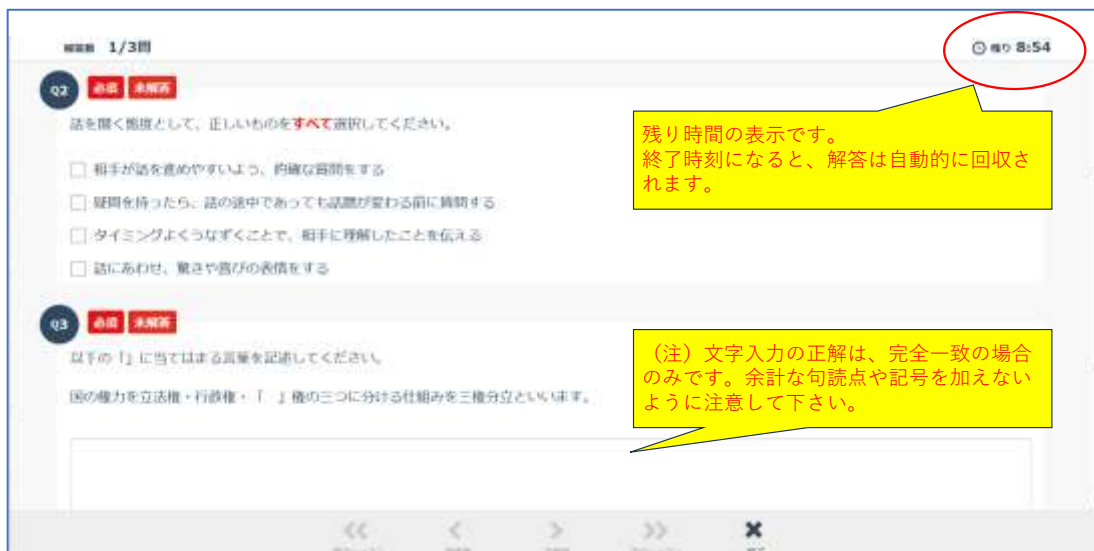 解答数 1/3問
残り 8:54
Q2 必須 未解答
話を聞く態度として、正しいものをすべて選択してください。
相手が話を進めやすいよう、的確な質問をする
疑問を持ったら、話の途中であっても話題が変わる前に質問する
タイミングよくうなずくことで、相手に理解したことを伝える
話にあわせ、驚きや喜びの表情をする
残り時間の表示です。
終了時刻になると、解答は自動的に回収さ
れます。
Q3 必須 未解答
以下の「」に当てはまる言葉を記述してください。
国の権力を立法権・行政権・「　」権の三つに分ける仕組みを三権分立といいます。
（注）文字入力の正解は、完全一致の場合
のみです。余計な句読点や記号を加えない
ように注意して下さい。